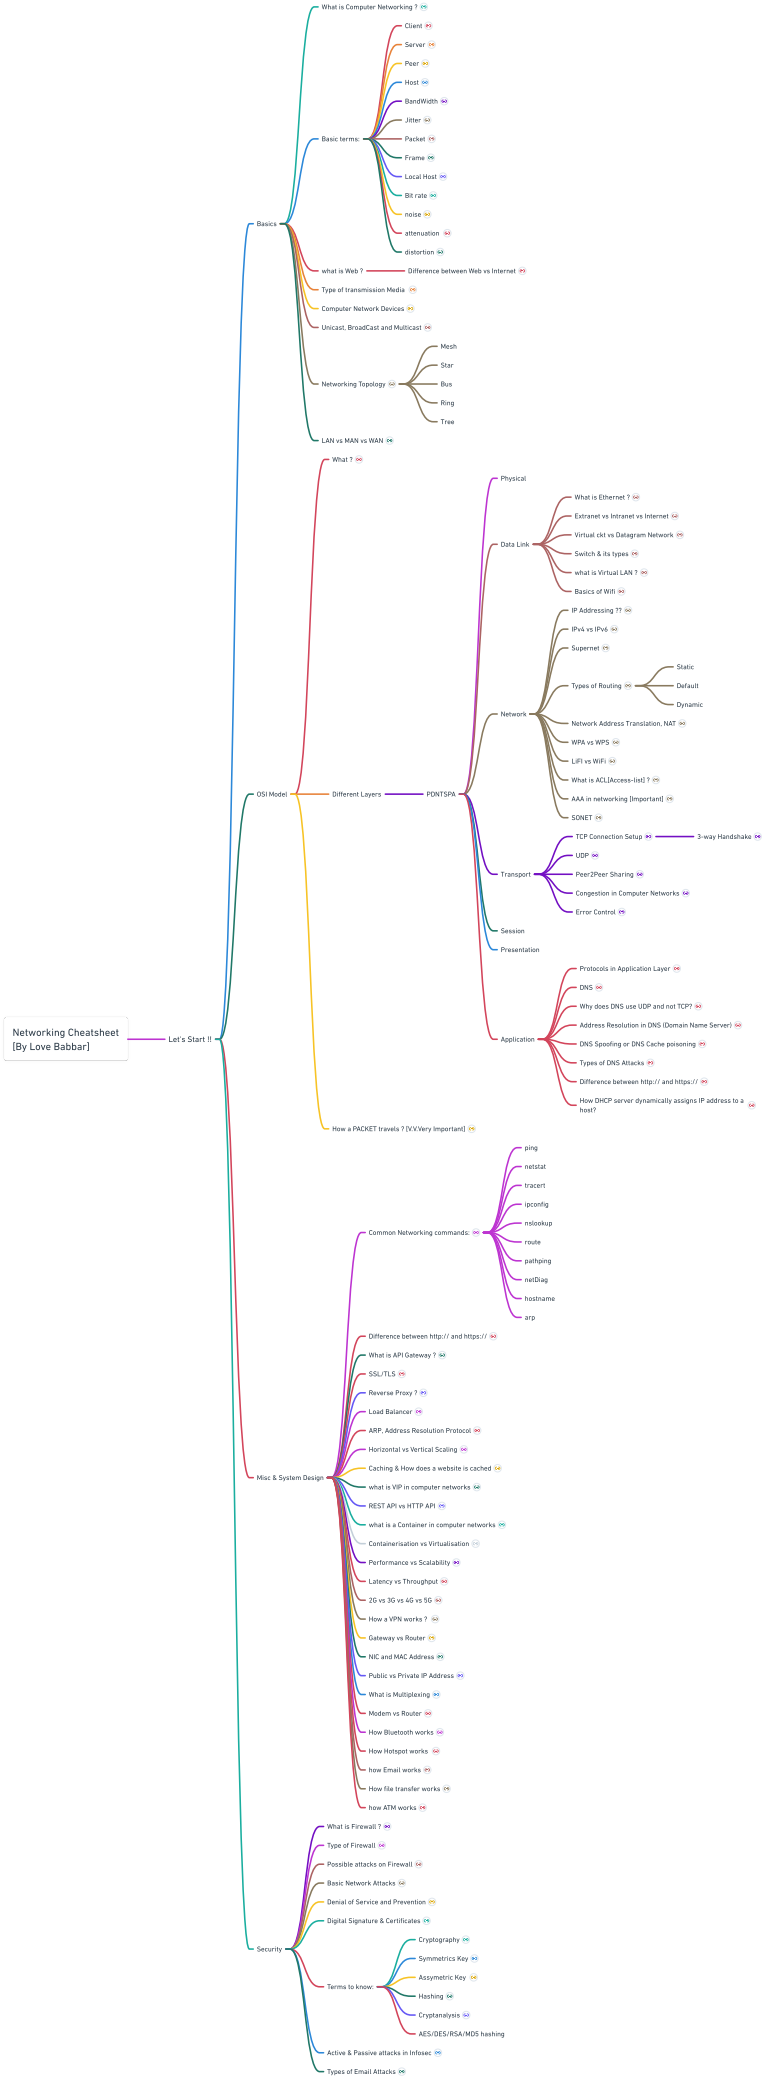 Networking Cheatsheet
[By Love Babbar]
Let's Start !!
Basics
What is Computer Networking ?
Basic terms:
Client
Server
Peer
Host
BandWidth
Jitter
Packet
Frame
Local Host
Bit rate
noise
attenuation
distortion
what is Web ?
Difference between Web vs Internet
Type of transmission Media
Computer Network Devices
Unicast, BroadCast and Multicast
Networking Topology
Mesh
Star
Bus
Ring
Tree
LAN vs MAN vs WAN
OSI Model
What ?
Different Layers
PDNTSPA
Physical
Data Link
What is Ethernet ?
Extranet vs Intranet vs Internet
Virtual ckt vs Datagram Network
Switch & its types
what is Virtual LAN ?
Basics of Wifi
Network
IP Addressing ??
IPv4 vs IPv6
Supernet
Types of Routing
Static
Default
Dynamic
Network Address Translation, NAT
WPA vs WPS
LiFI vs WiFi
What is ACL[Access-list] ?
AAA in networking [Important]
SONET
Transport
TCP Connection Setup
3-way Handshake
UDP
Peer2Peer Sharing
Congestion in Computer Networks
Error Control
Session
Presentation
Application
Protocols in Application Layer
DNS
Why does DNS use UDP and not TCP?
Address Resolution in DNS (Domain Name Server)
DNS Spoofing or DNS Cache poisoning
Types of DNS Attacks
Difference between http:// and https://
How DHCP server dynamically assigns IP address to a
host?
How a PACKET travels ? [V.V.Very Important]
Misc & System Design
Common Networking commands:
ping
netstat
tracert
ipconfig
nslookup
route
pathping
netDiag
hostname
arp
Difference between http:// and https://
What is API Gateway ?
SSL/TLS
Reverse Proxy ?
Load Balancer
ARP, Address Resolution Protocol
Horizontal vs Vertical Scaling
Caching & How does a website is cached
what is VIP in computer networks
REST API vs HTTP API
what is a Container in computer networks
Containerisation vs Virtualisation
Performance vs Scalability
Latency vs Throughput
2G vs 3G vs 4G vs 5G
How a VPN works ?
Gateway vs Router
NIC and MAC Address
Public vs Private IP Address
What is Multiplexing
Modem vs Router
How Bluetooth works
How Hotspot works
how Email works
How file transfer works
how ATM works
Security
What is Firewall ?
Type of Firewall
Possible attacks on Firewall
Basic Network Attacks
Denial of Service and Prevention
Digital Signature & Certificates
Terms to know:
Cryptography
Symmetrics Key
Assymetric Key
Hashing
Cryptanalysis
AES/DES/RSA/MD5 hashing
Active & Passive attacks in Infosec
Types of Email Attacks